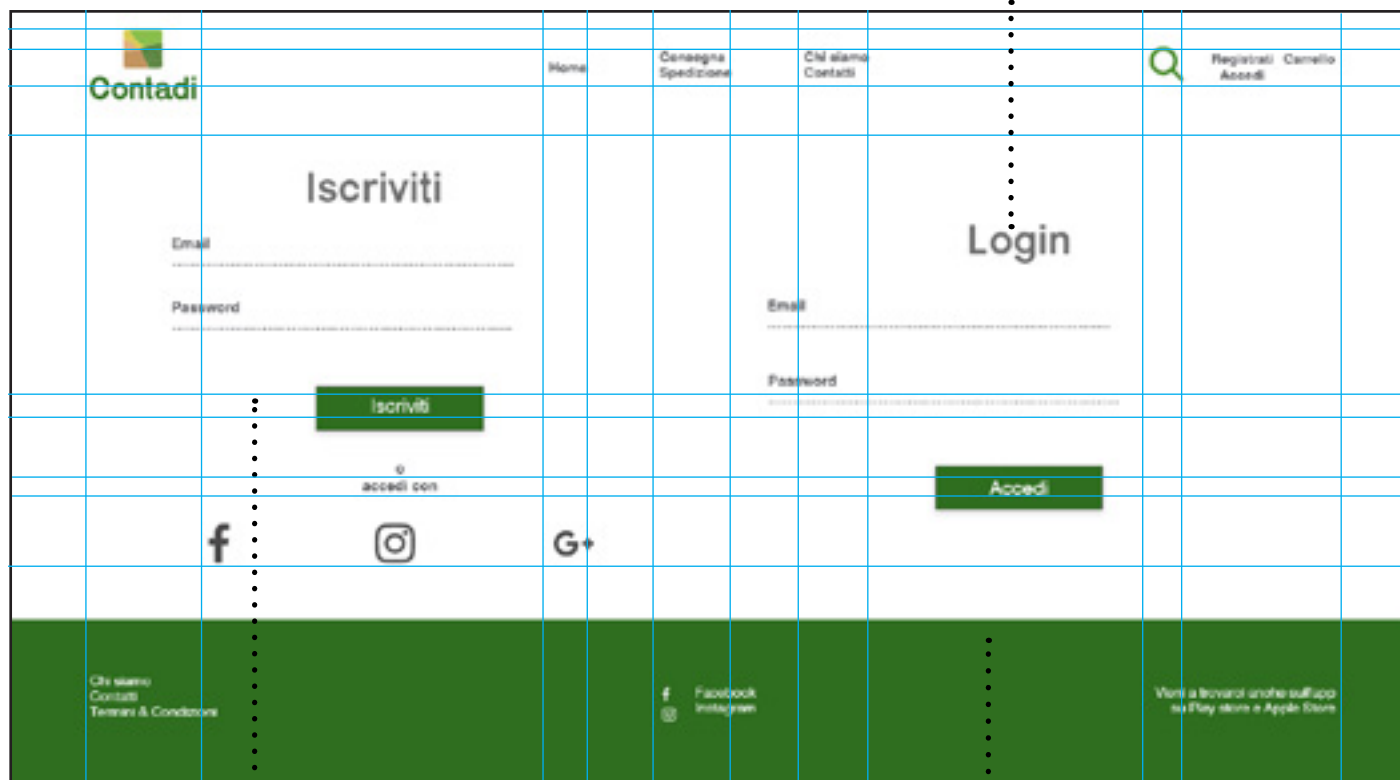 Contadi
Home
Consegna
Spedizione
Chi siamo
Contatti
Registrati
Accedi
Carrello
Iscriviti
Email
Password
Iscriviti
o
accedi con
G+
Login
Email
Password
Accedi
Chi siamo
Contatti
Termini & Condizioni
Facebook
Instagram
Vieni a trovarci anche sull'app
su Play store e Apple Store